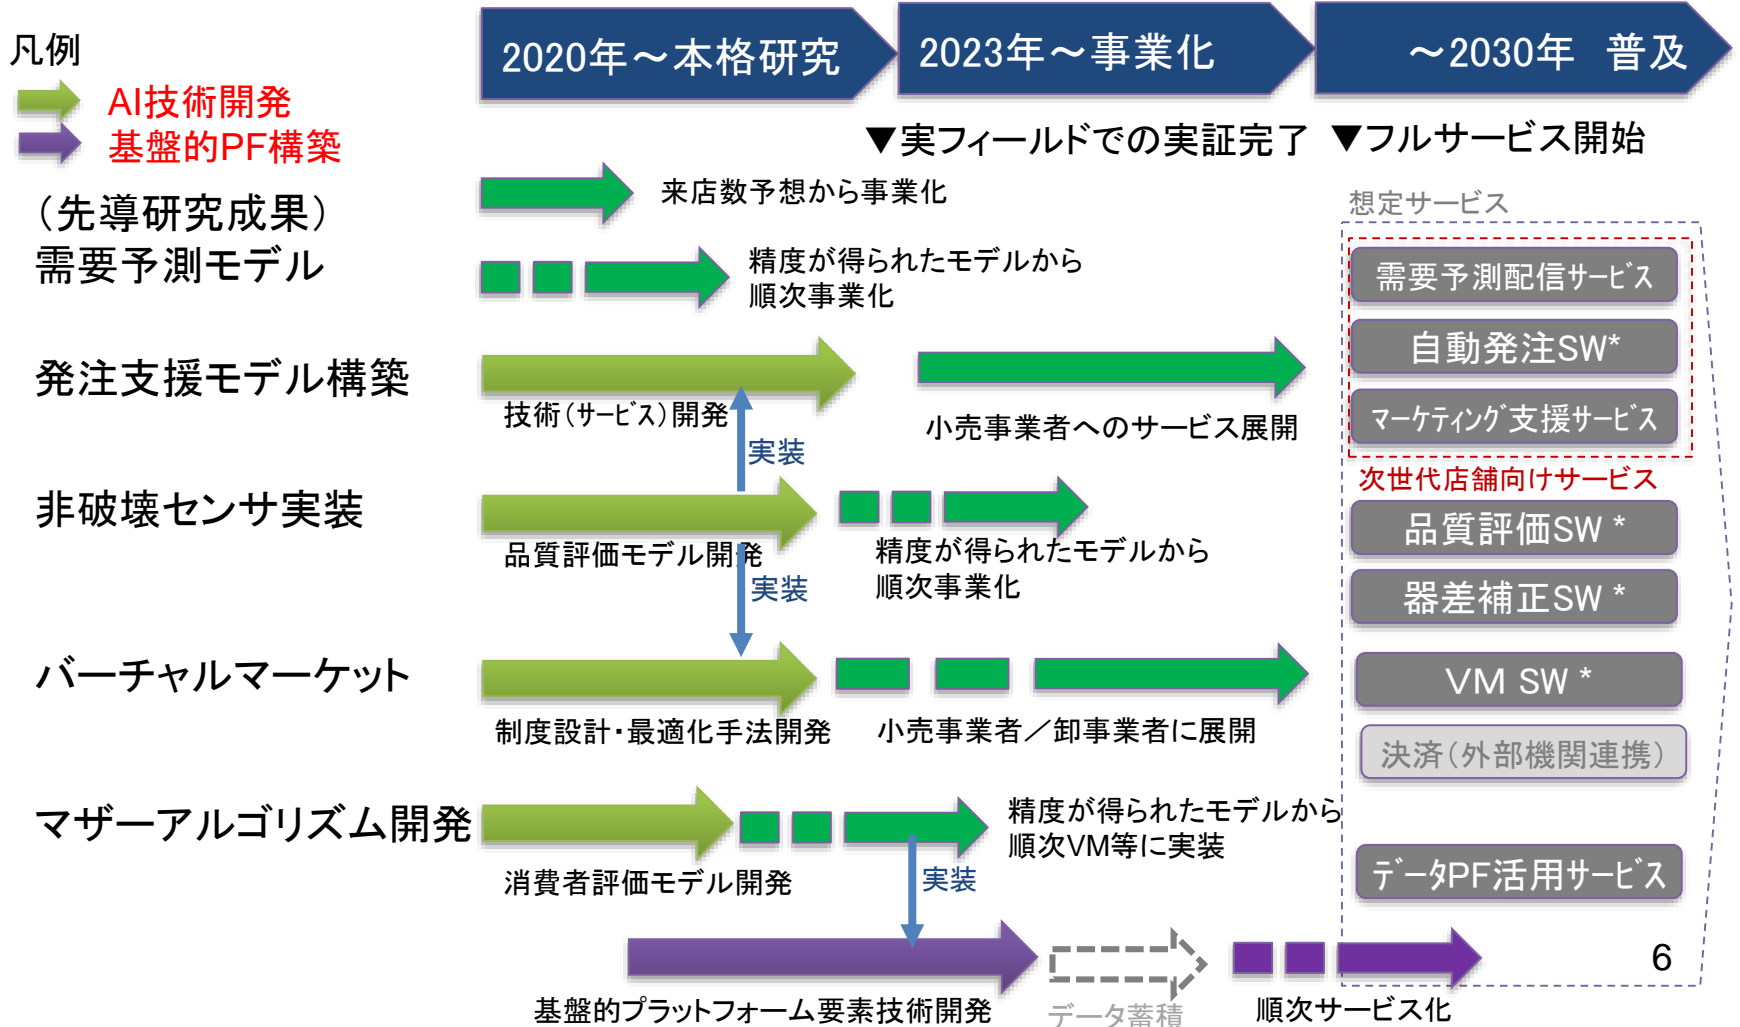 2020年～本格研究
2023年～事業化
～2030年　普及
凡例
AI技術開発
基盤的PF構築
▼実フィールドでの実証完了
▼フルサービス開始
（先導研究成果）
需要予測モデル
来店数予想から事業化
精度が得られたモデルから
順次事業化
発注支援モデル構築
技術（ｻｰﾋﾞｽ）開発
小売事業者へのサービス展開
実装
非破壊センサ実装
品質評価モデル開発
精度が得られたモデルから
順次事業化
実装
バーチャルマーケット
制度設計・最適化手法開発
小売事業者／卸事業者に展開
マザーアルゴリズム開発
消費者評価モデル開発
精度が得られたモデルから
順次VM等に実装
実装
基盤的プラットフォーム要素技術開発
データ蓄積
順次サービス化
想定サービス
需要予測配信ｻｰﾋﾞｽ
自動発注SW*
ﾏｰｹﾃｨﾝｸﾞ支援ｻｰﾋﾞｽ
次世代店舗向けサービス
品質評価SW *
器差補正SW *
ＶＭ SW *
決済（外部機関連携）
ﾃﾞｰﾀPF活用ｻｰﾋﾞｽ
6